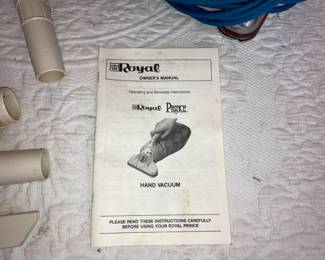 Royal
OWNER'S MANUAL
Operating and Servicing Instructions
Royal Prince
HAND VACUUM
PLEASE READ THESE INSTRUCTIONS CAREFULLY
BEFORE USING YOUR ROYAL PRINCE